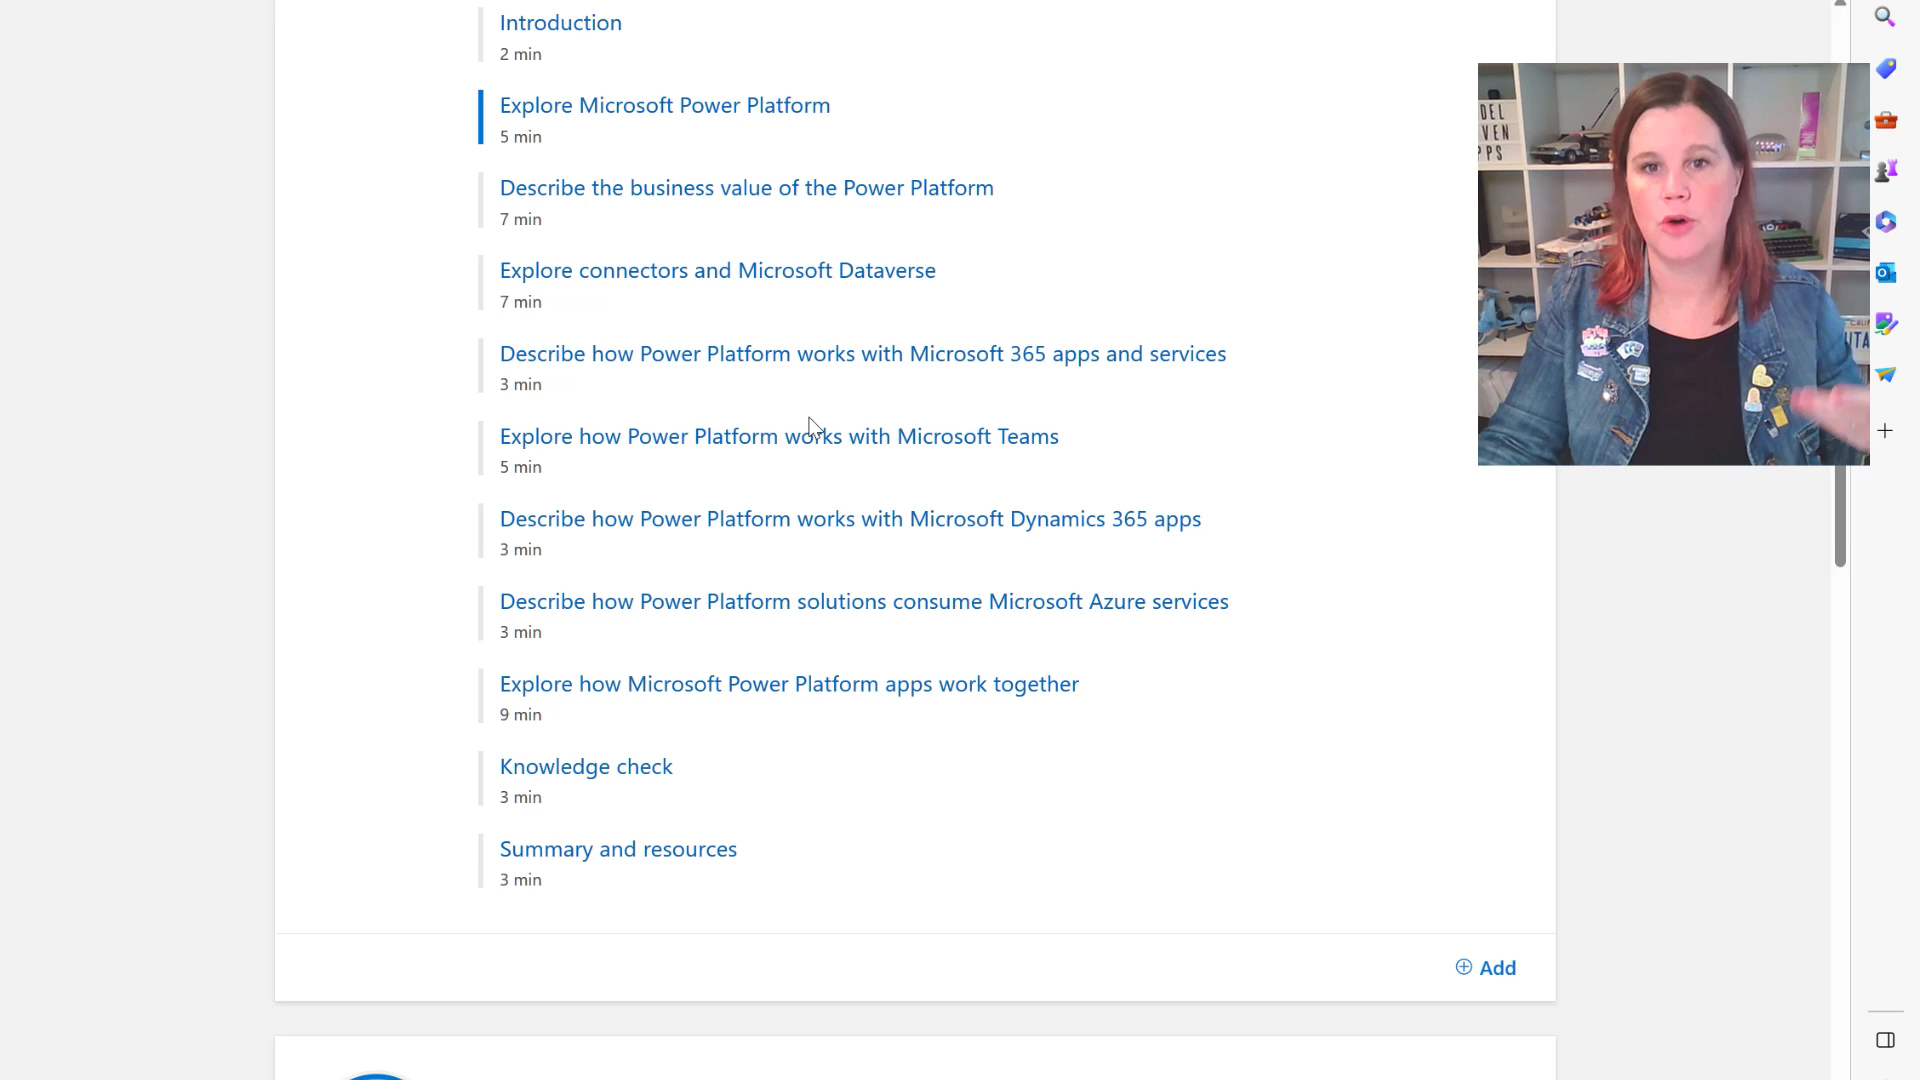 Introduction
2 min
Explore Microsoft Power Platform
5 min
Describe the business value of the Power Platform
7 min
Explore connectors and Microsoft Dataverse
7 min
Describe how Power Platform works with Microsoft 365 apps and services
3 min
Explore how Power Platform works with Microsoft Teams
5 min
Describe how Power Platform works with Microsoft Dynamics 365 apps
3 min
Describe how Power Platform solutions consume Microsoft Azure services
3 min
Explore how Microsoft Power Platform apps work together
9 min
Knowledge check
3 min
Summary and resources
3 min
Add
DEL
VEN
PPS